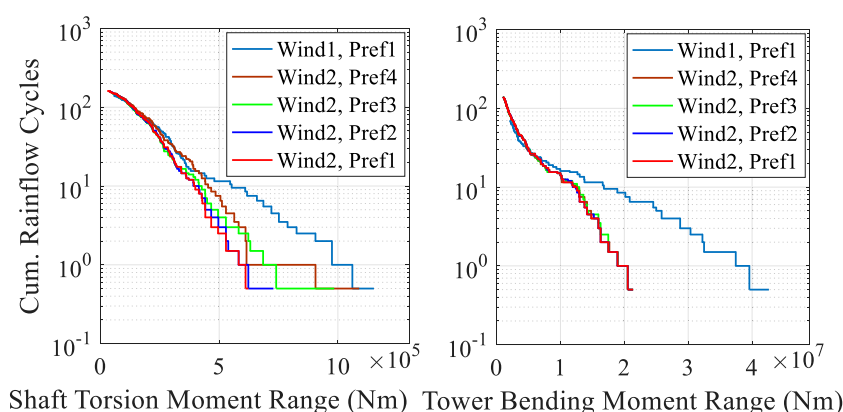 Cum. Rainflow Cycles
10^3
10^2
10^1
10^0
10^-1
Wind1, Pref1
Wind2, Pref4
Wind2, Pref3
Wind2, Pref2
Wind2, Pref1
0 5 10
×10^5
Shaft Torsion Moment Range (Nm)
10^3
10^2
10^1
10^0
10^-1
Wind1, Pref1
Wind2, Pref4
Wind2, Pref3
Wind2, Pref2
Wind2, Pref1
0 1 2 3 4
×10^7
Tower Bending Moment Range (Nm)